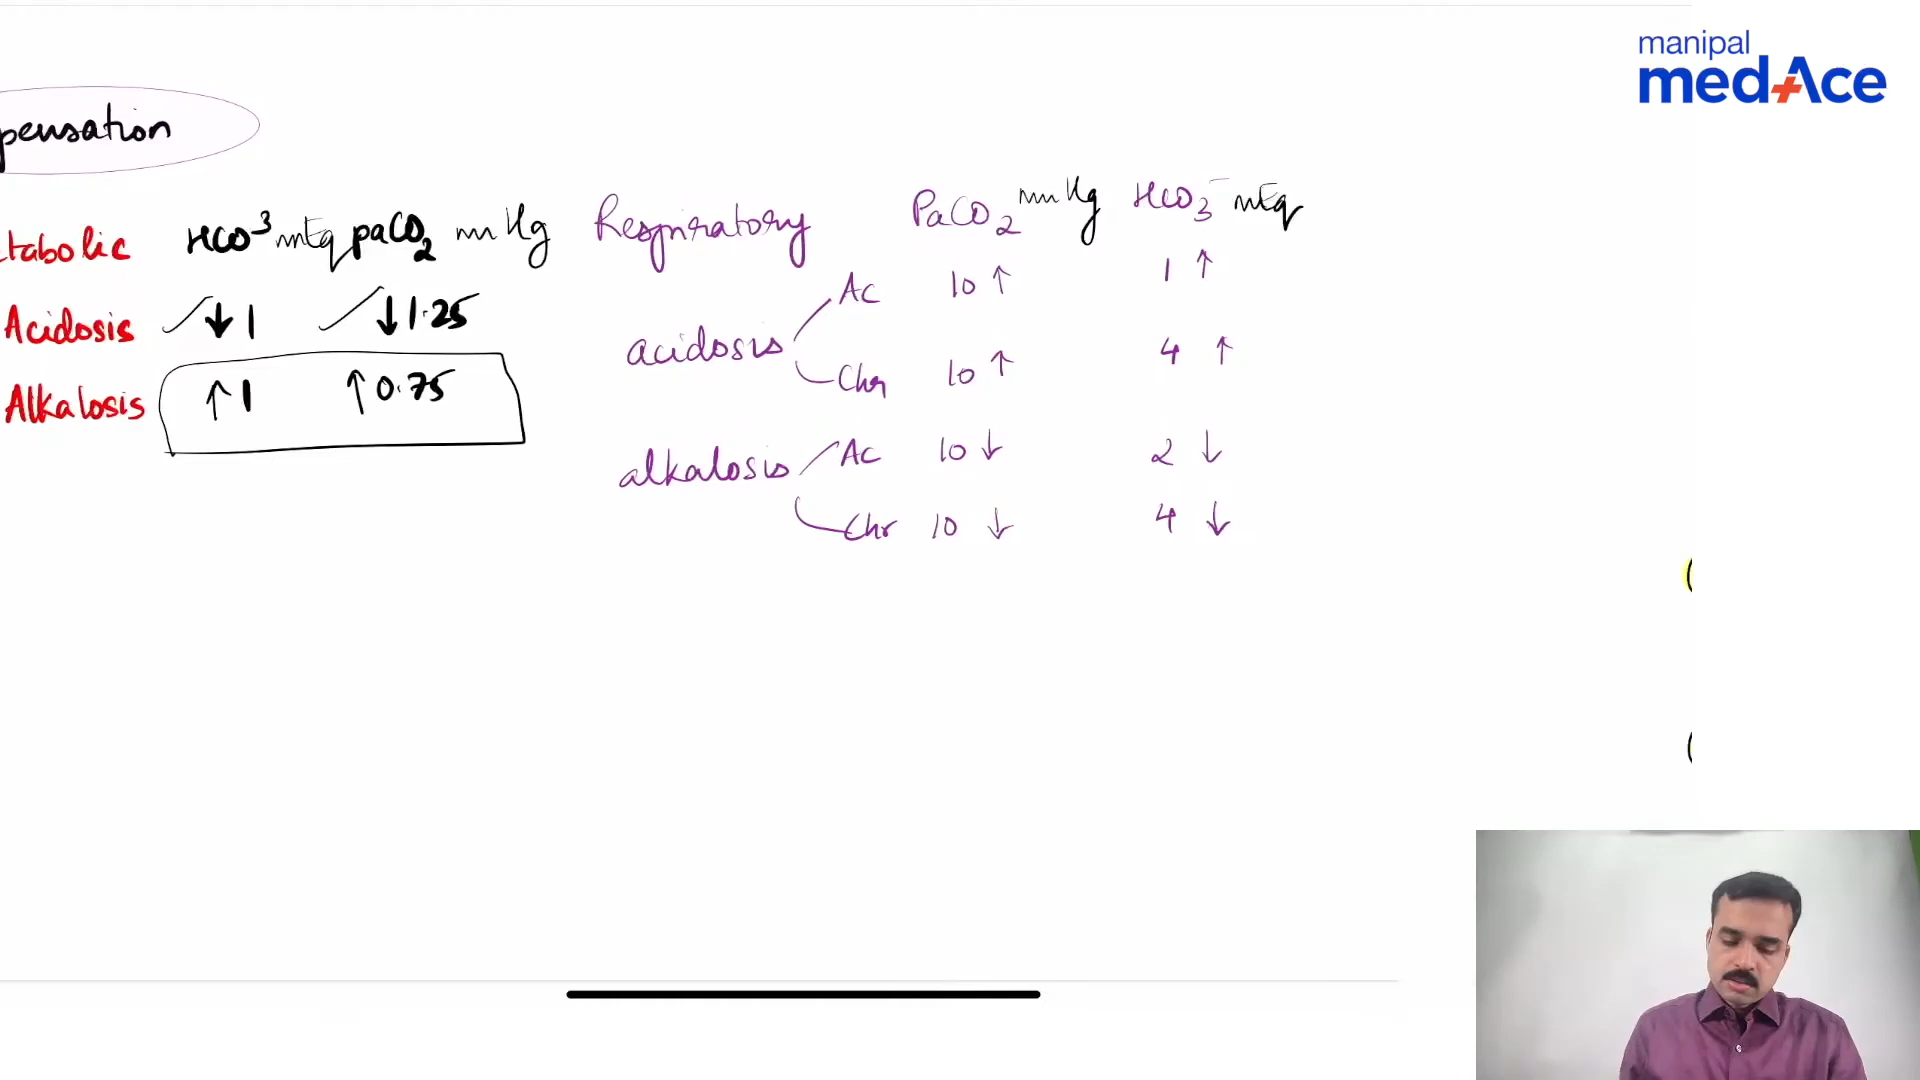 manipal
medAce
pensation
tabolic HCO3 mEq paCO2 mmHg
Acidosis ↓1 ↓1.25
Alkalosis ↑1 ↑0.75
Respiratory PaCO2 mmHg HCO3- mEq
acidosis
Ac 10 ↑ 1 ↑
Chr 10 ↑ 4 ↑
alkalosis
Ac 10 ↓ 2 ↓
Chr 10 ↓ 4 ↓